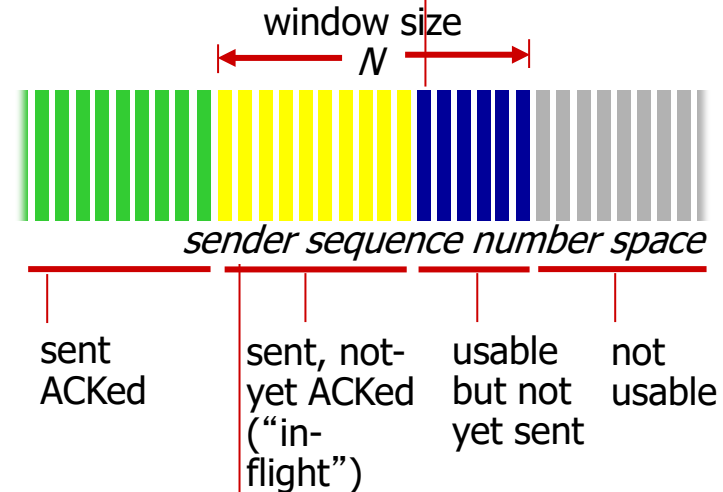 window size
N
sender sequence number space
sent
ACKed
sent, not-
yet ACKed
(“in-
flight”)
usable
but not
yet sent
not
usable